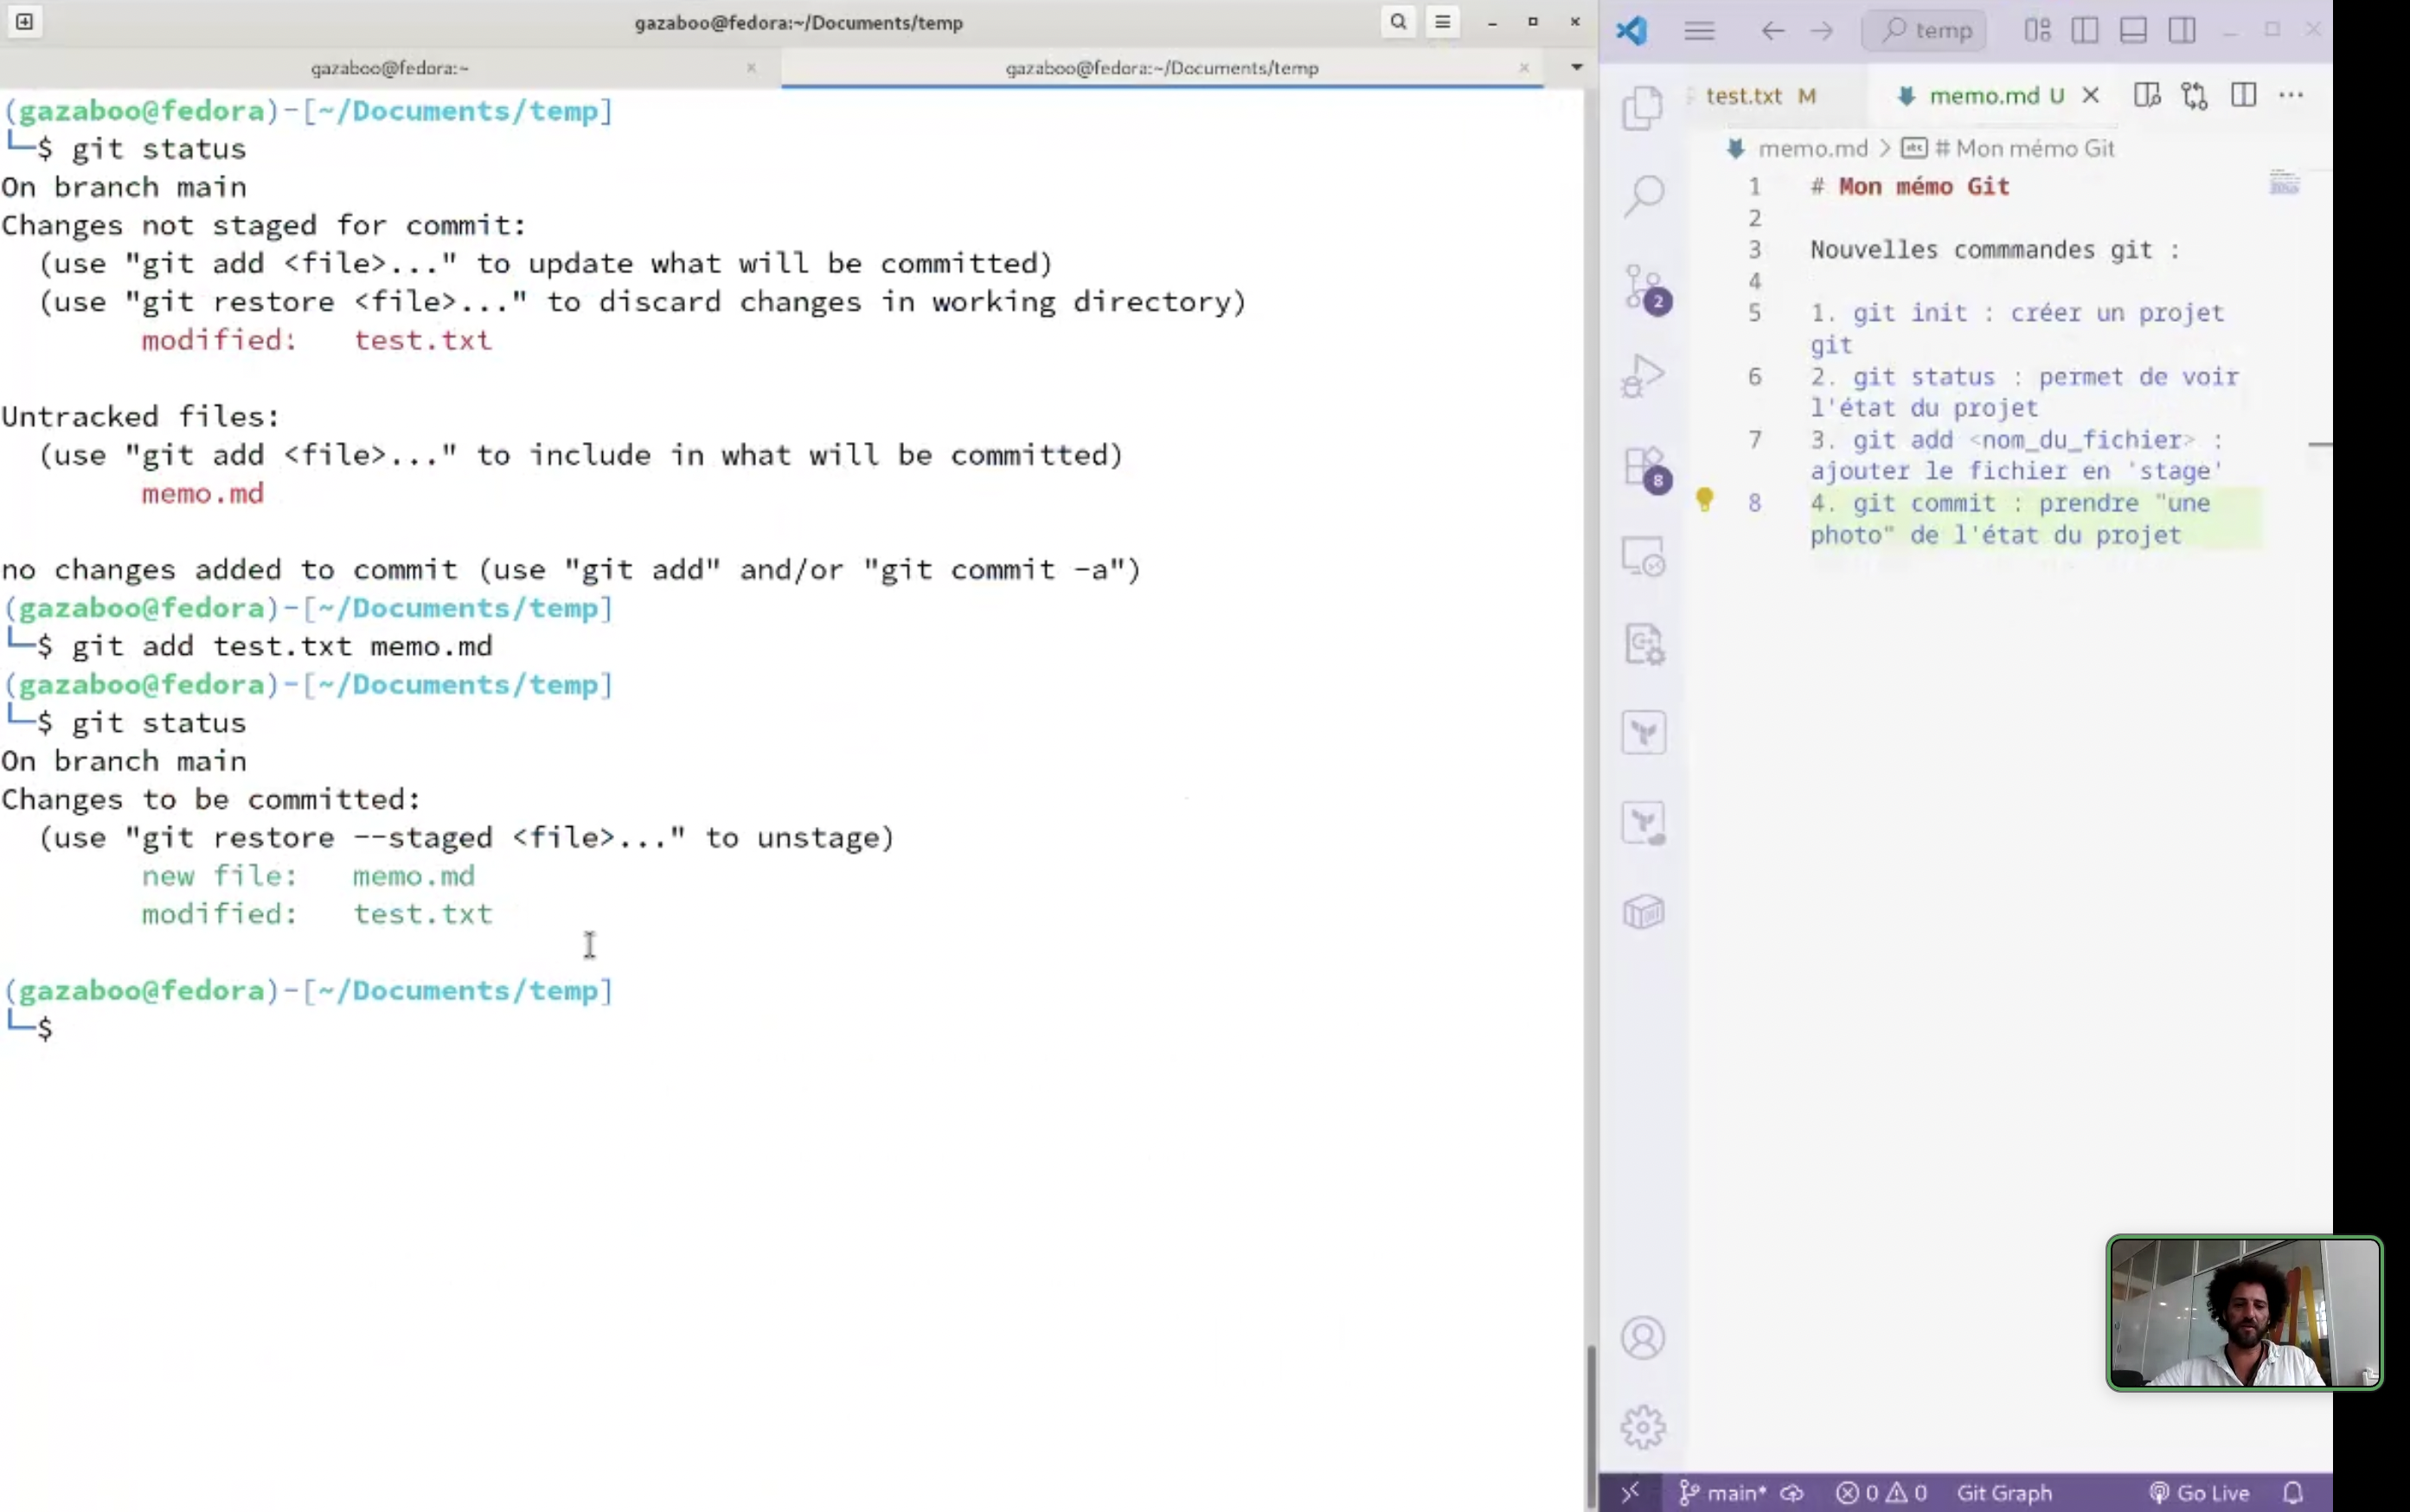 gazaboo@fedora:~/Documents/temp
gazaboo@fedora:~
gazaboo@fedora:~/Documents/temp
(gazaboo@fedora)-[~/Documents/temp]
└─$ git status
On branch main
Changes not staged for commit:
  (use "git add <file>..." to update what will be committed)
  (use "git restore <file>..." to discard changes in working directory)
        modified:   test.txt

Untracked files:
  (use "git add <file>..." to include in what will be committed)
        memo.md

no changes added to commit (use "git add" and/or "git commit -a")
(gazaboo@fedora)-[~/Documents/temp]
└─$ git add test.txt memo.md
(gazaboo@fedora)-[~/Documents/temp]
└─$ git status
On branch main
Changes to be committed:
  (use "git restore --staged <file>..." to unstage)
        new file:   memo.md
        modified:   test.txt

(gazaboo@fedora)-[~/Documents/temp]
└─$
temp
test.txt M
memo.md U
memo.md > # Mon mémo Git
1 # Mon mémo Git
2
3 Nouvelles commmandes git :
4
5 1. git init : créer un projet
git
6 2. git status : permet de voir
l'état du projet
7 3. git add <nom_du_fichier> :
ajouter le fichier en 'stage'
8 4. git commit : prendre "une
photo" de l'état du projet
2
8
main* 0 0 Git Graph Go Live